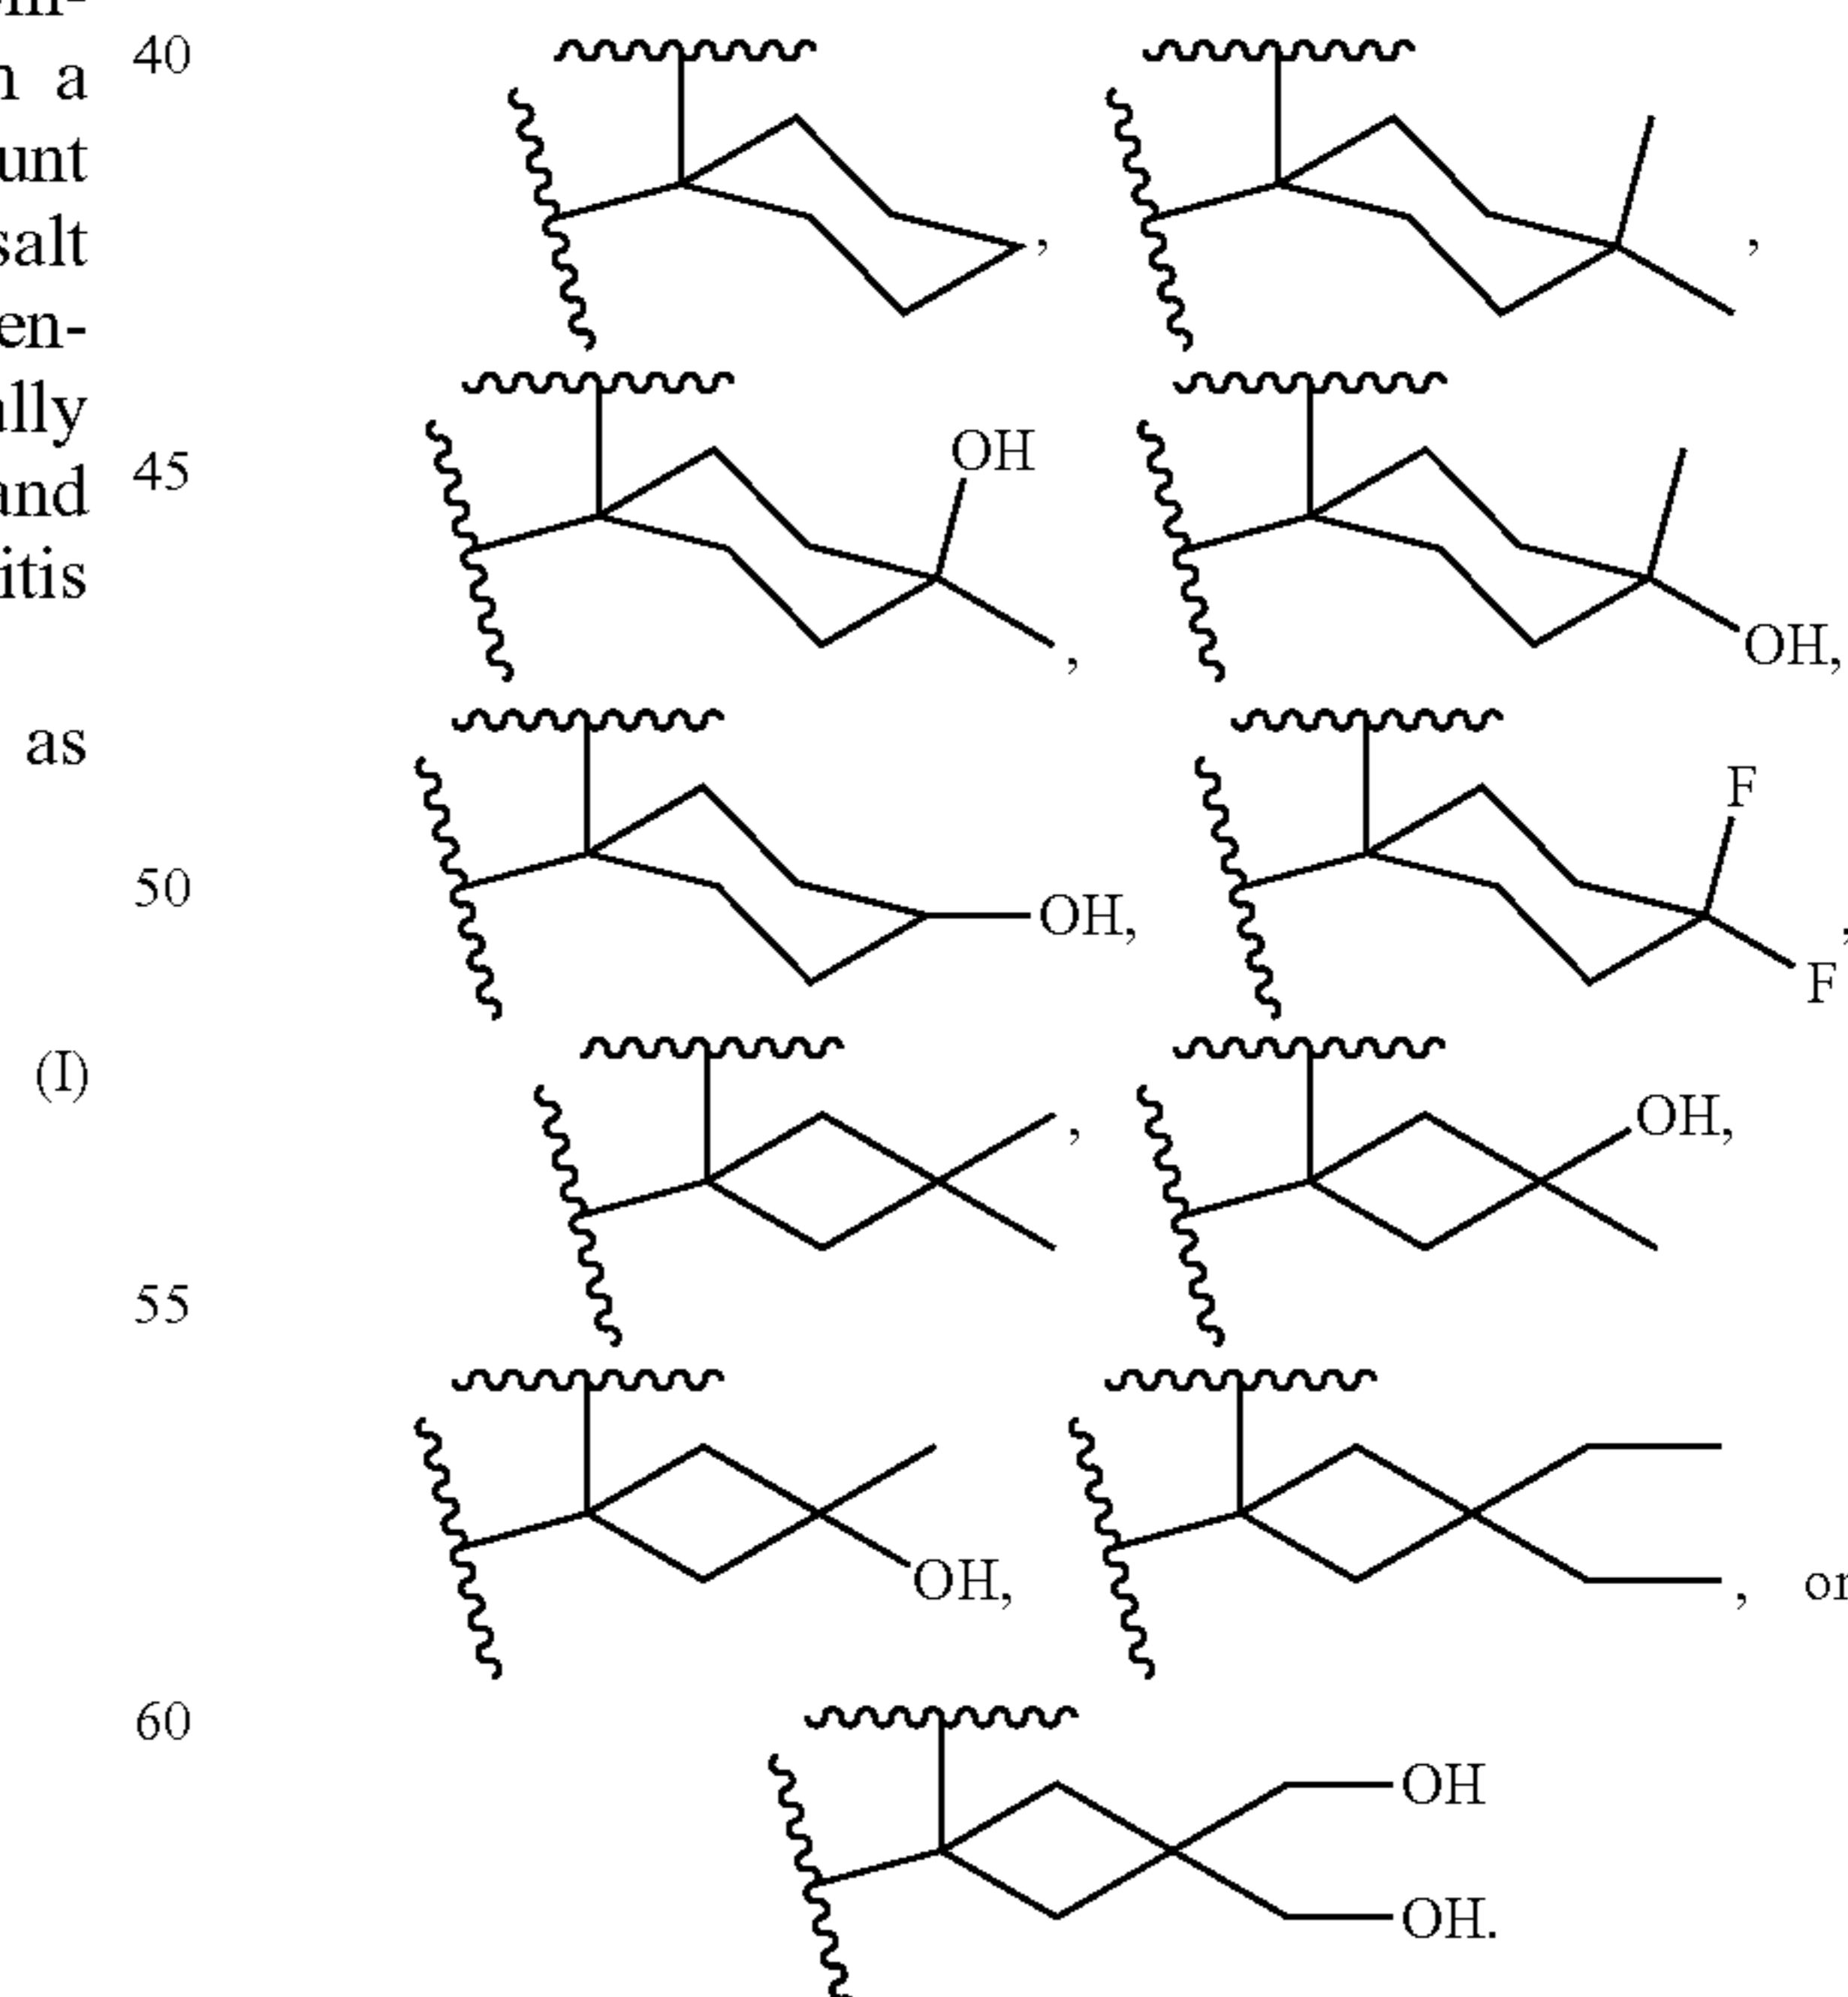 40
a
,
,
unt
salt
en-
ally
45
OH
and
,
OH,
itis
as
F
50
OH,
,
F
(I)
,
OH,
55
OH,
, or
60
OH
OH.